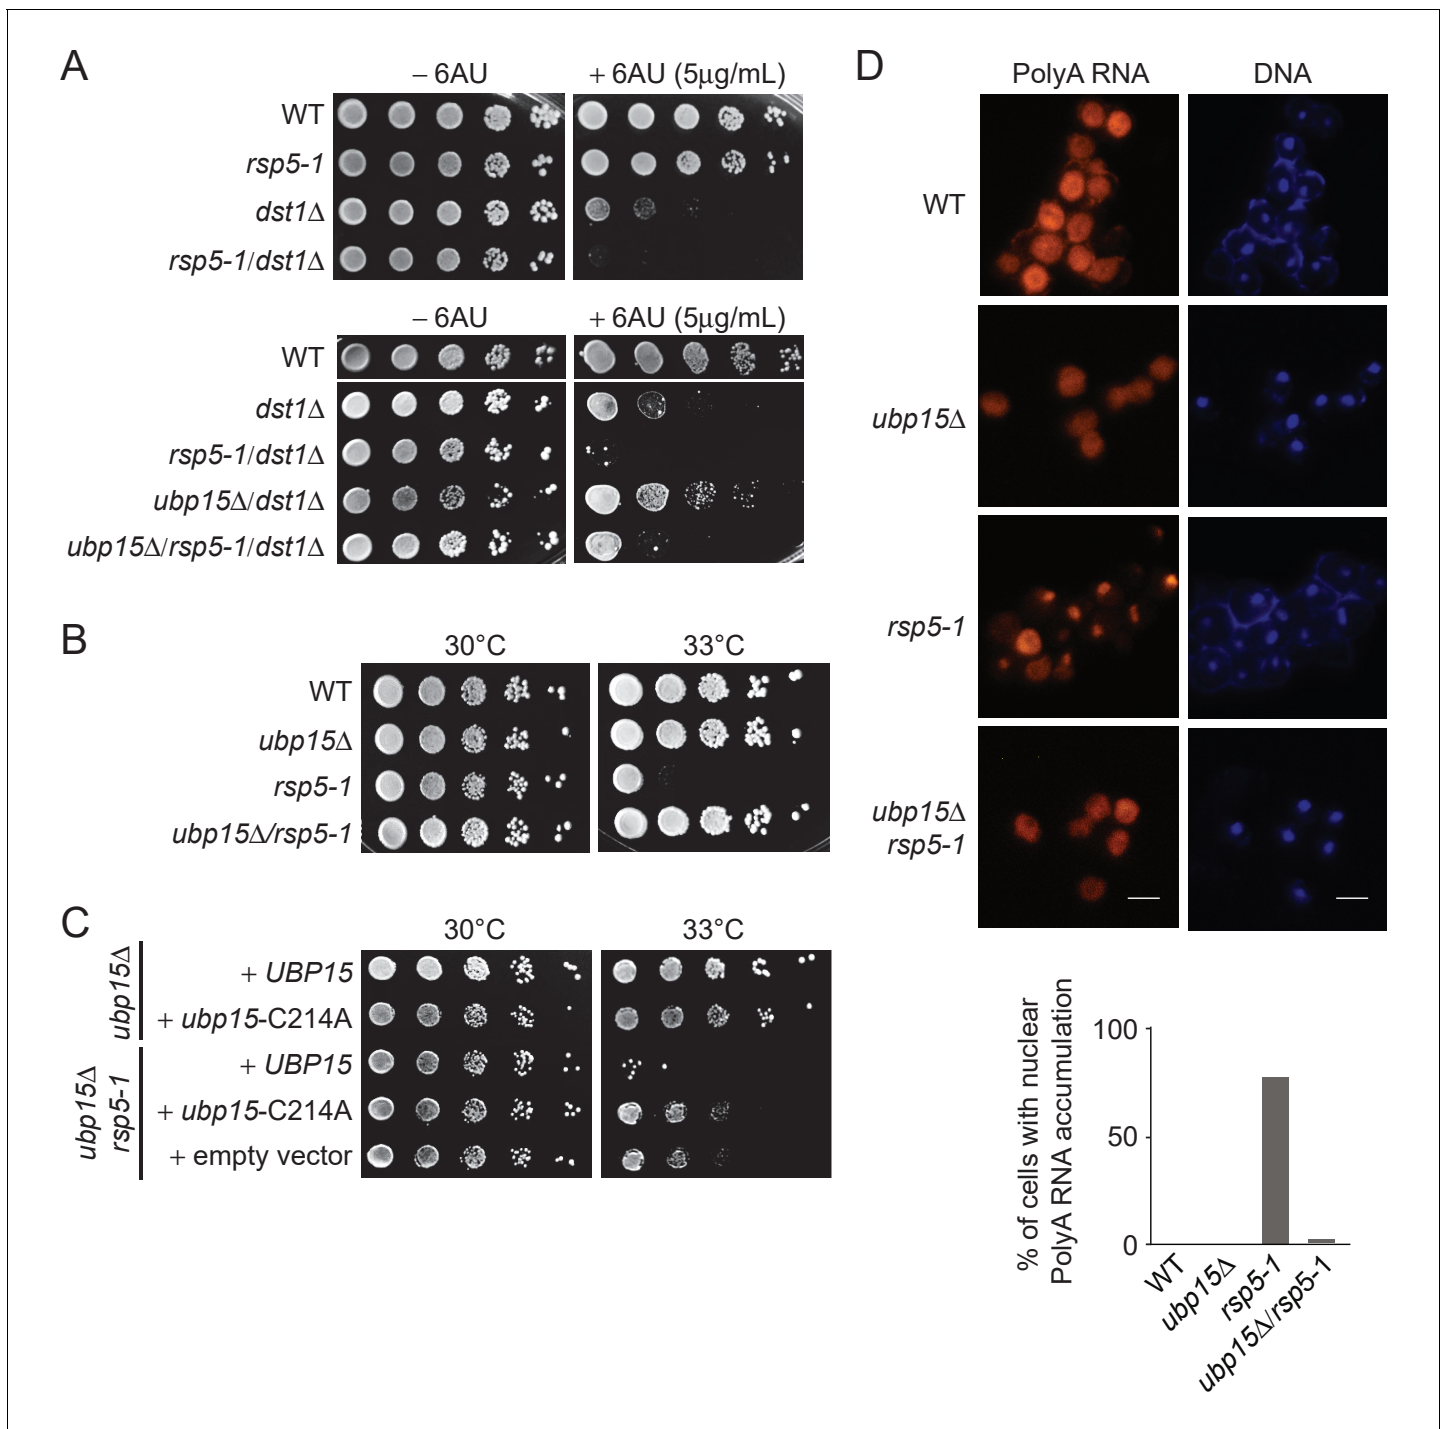 A
− 6AU
+ 6AU (5μg/mL)
WT
rsp5-1
dst1Δ
rsp5-1/dst1Δ
− 6AU
+ 6AU (5μg/mL)
WT
dst1Δ
rsp5-1/dst1Δ
ubp15Δ/dst1Δ
ubp15Δ/rsp5-1/dst1Δ
B
30°C
33°C
WT
ubp15Δ
rsp5-1
ubp15Δ/rsp5-1
C
30°C
33°C
ubp15Δ
+ UBP15
+ ubp15-C214A
ubp15Δ
rsp5-1
+ UBP15
+ ubp15-C214A
+ empty vector
D
PolyA RNA
DNA
WT
ubp15Δ
rsp5-1
ubp15Δ
rsp5-1
% of cells with nuclear
PolyA RNA accumulation
100
50
0
WT
ubp15Δ
rsp5-1
ubp15Δ/rsp5-1